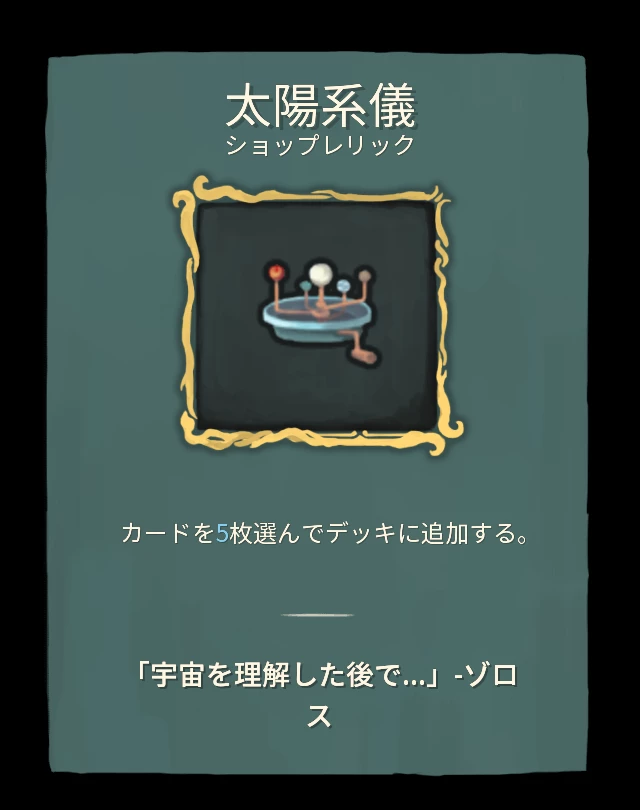 太陽系儀
ショップレリック
カードを5枚選んでデッキに追加する。
「宇宙を理解した後で...」-ゾロ
ス